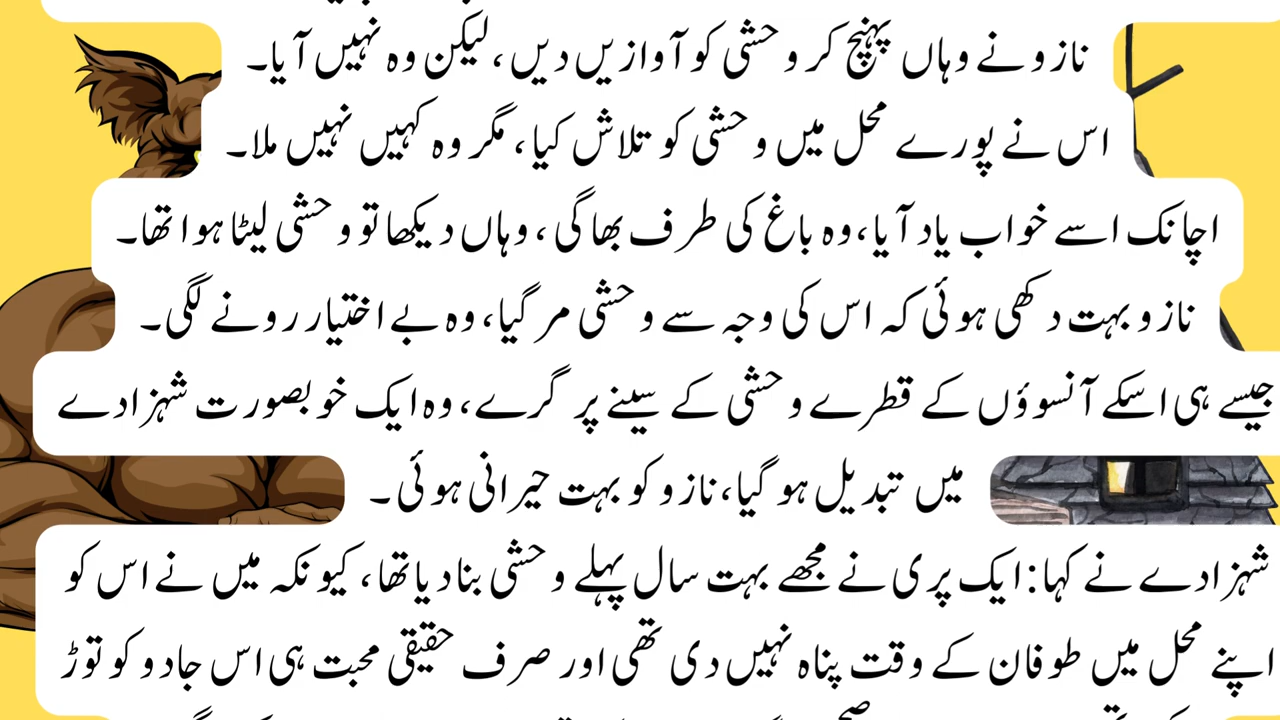 نازو نے وہاں پہنچ کر وحشی کو آوازیں دیں، لیکن وہ نہیں آیا۔
اس نے پورے محل میں وحشی کو تلاش کیا، مگر وہ کہیں نہیں ملا۔
اچانک اسے خواب یاد آیا، وہ باغ کی طرف بھاگی، وہاں دیکھا تو وحشی لیٹا ہوا تھا۔
نازو بہت دکھی ہوئی کہ اس کی وجہ سے وحشی مر گیا، وہ بے اختیار رونے لگی۔
جیسے ہی اسکے آنسوؤں کے قطرے وحشی کے سینے پر گرے، وہ ایک خوبصورت شہزادے
میں تبدیل ہو گیا، نازو کو بہت حیرانی ہوئی۔
شہزادے نے کہا: ایک پری نے مجھے بہت سال پہلے وحشی بنا دیا تھا، کیونکہ میں نے اس کو
اپنے محل میں طوفان کے وقت پناہ نہیں دی تھی اور صرف حقیقی محبت ہی اس جادو کو توڑ